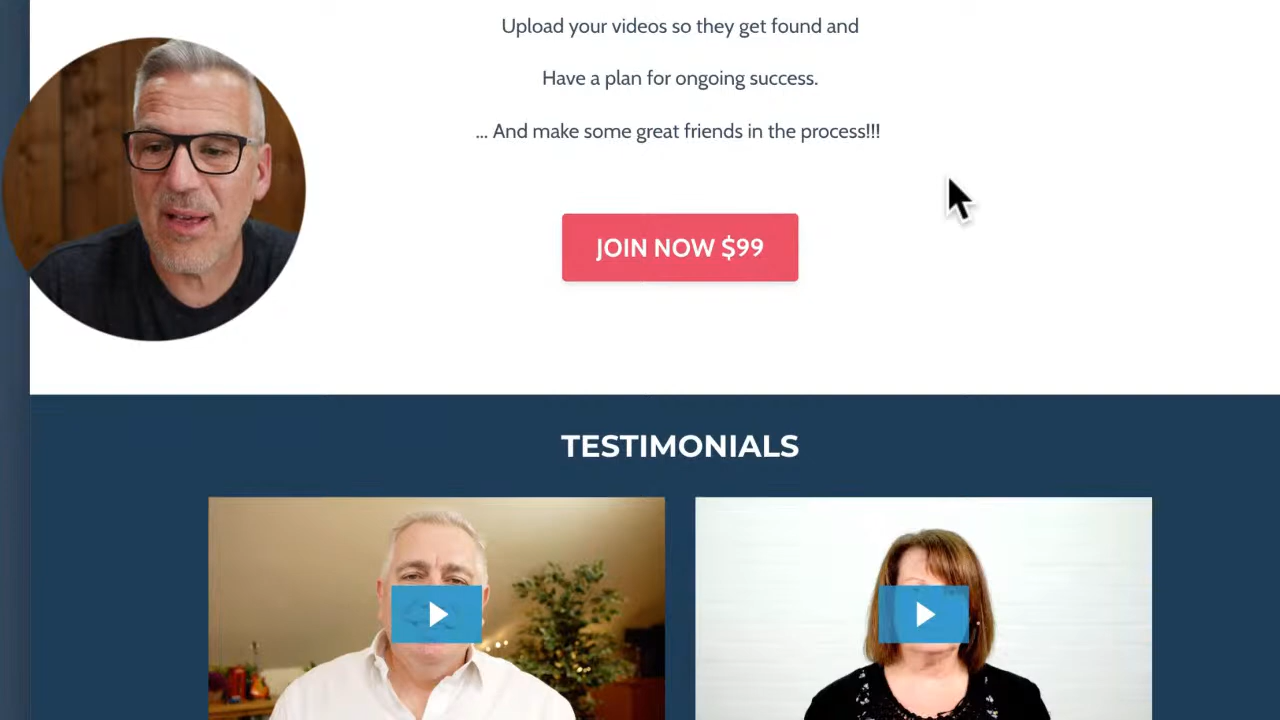 Upload your videos so they get found and
Have a plan for ongoing success.
... And make some great friends in the process!!!
JOIN NOW $99
TESTIMONIALS